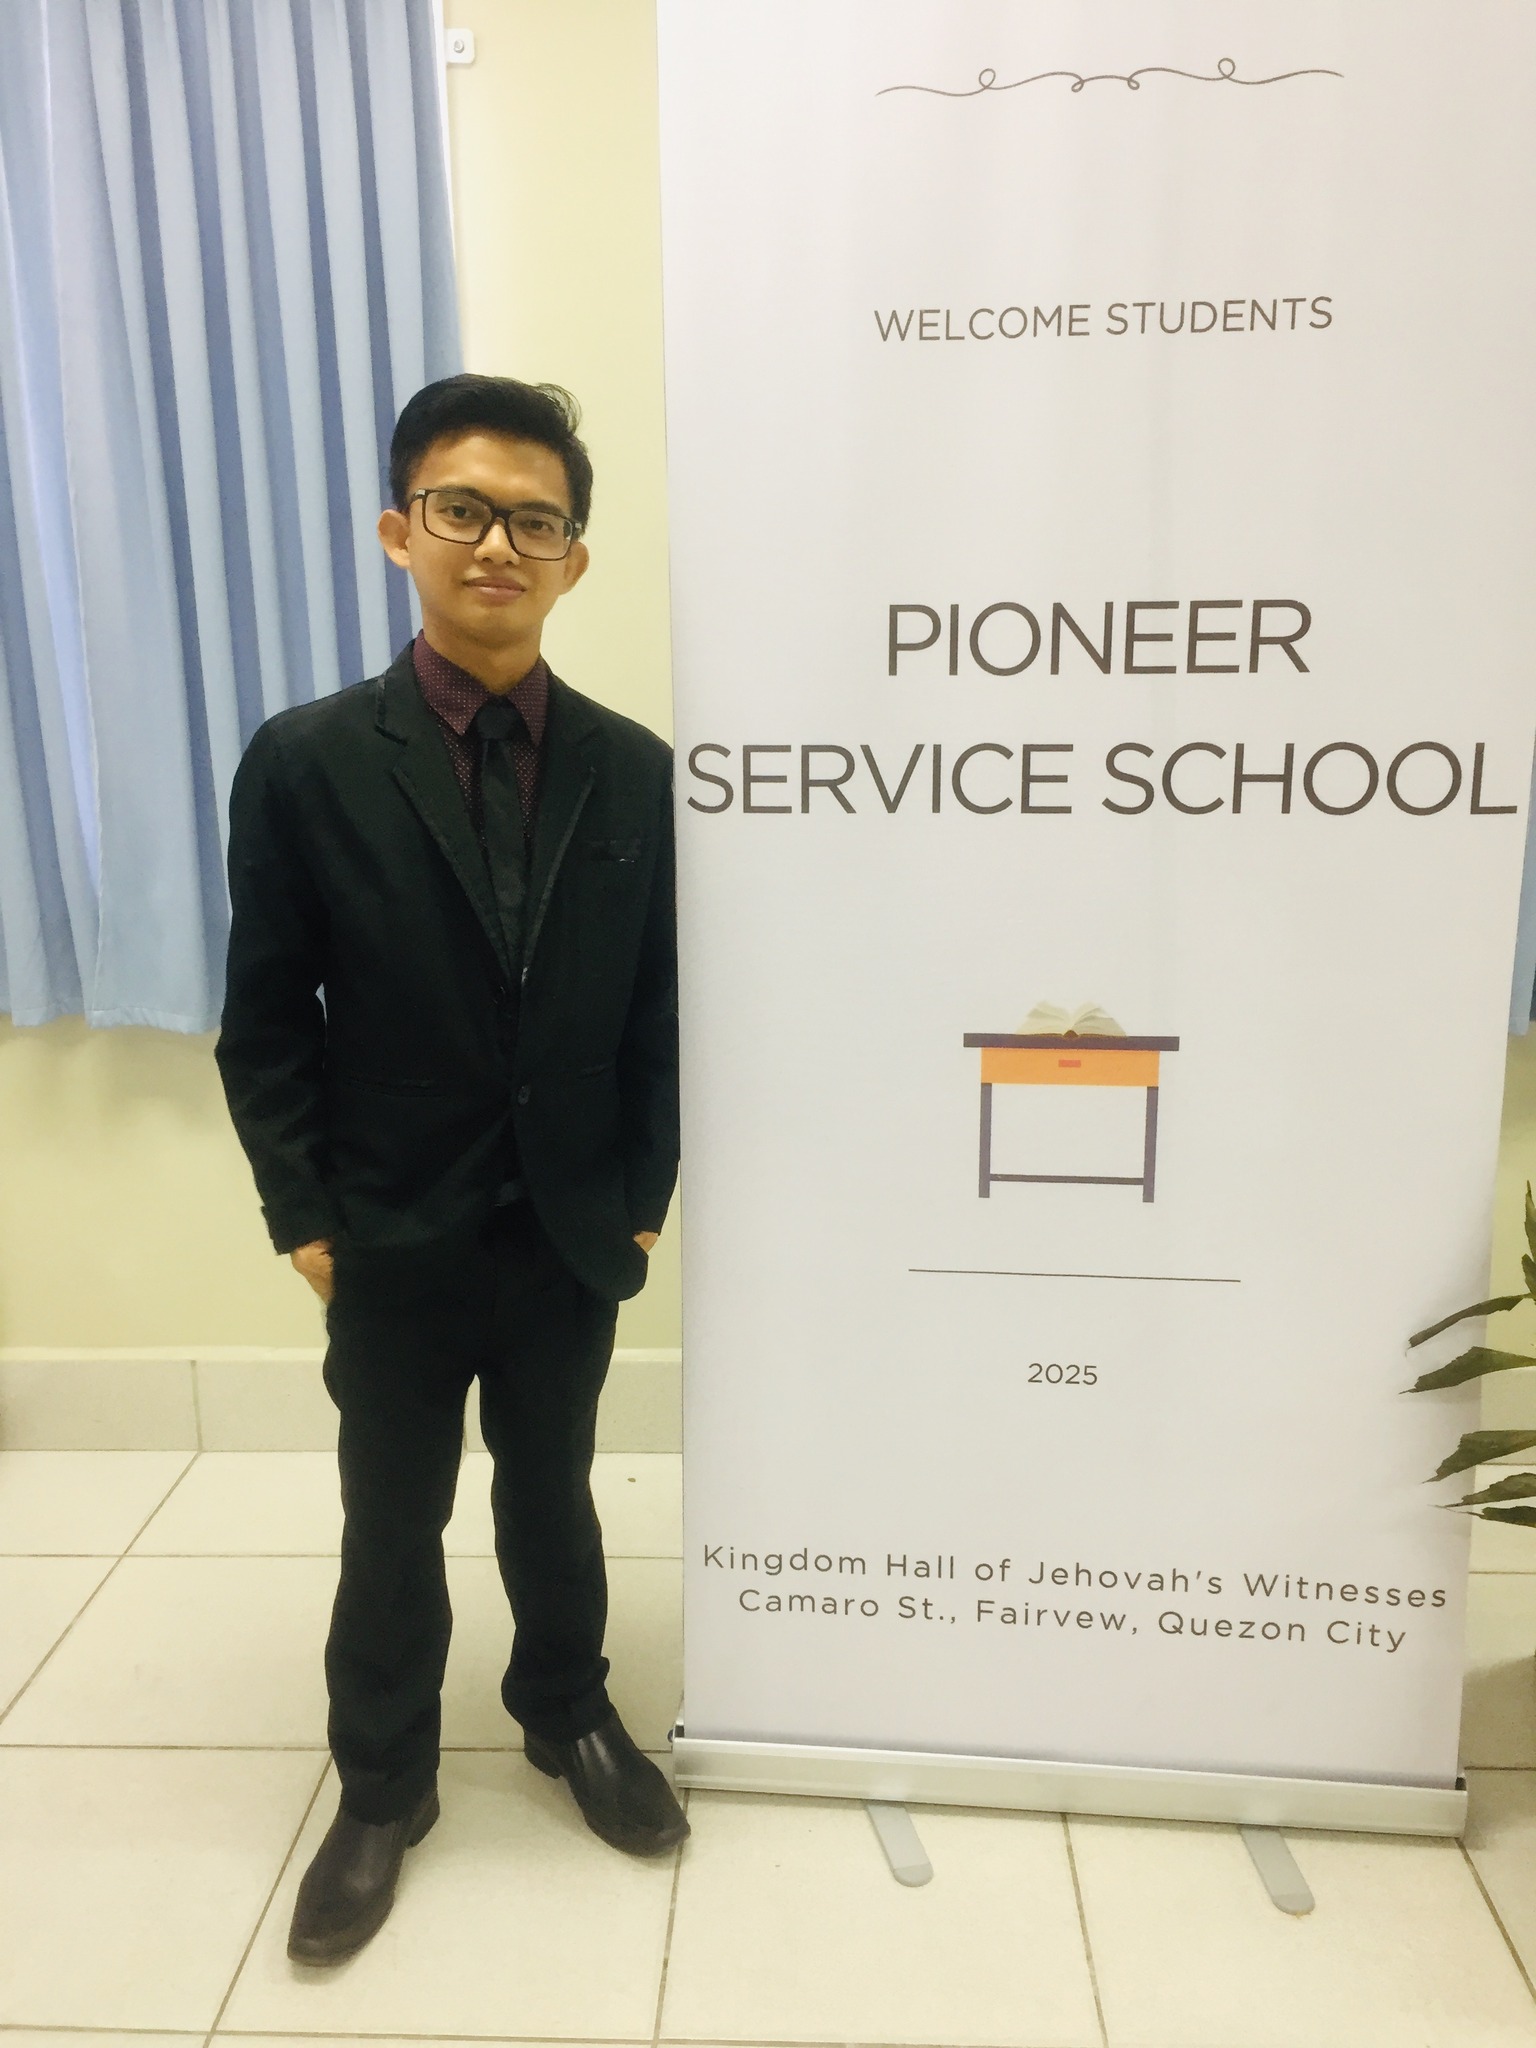 WELCOME STUDENTS
PIONEER
SERVICE SCHOOL
2025
Kingdom Hall of Jehovah's Witnesses
Camaro St., Fairvew, Quezon City